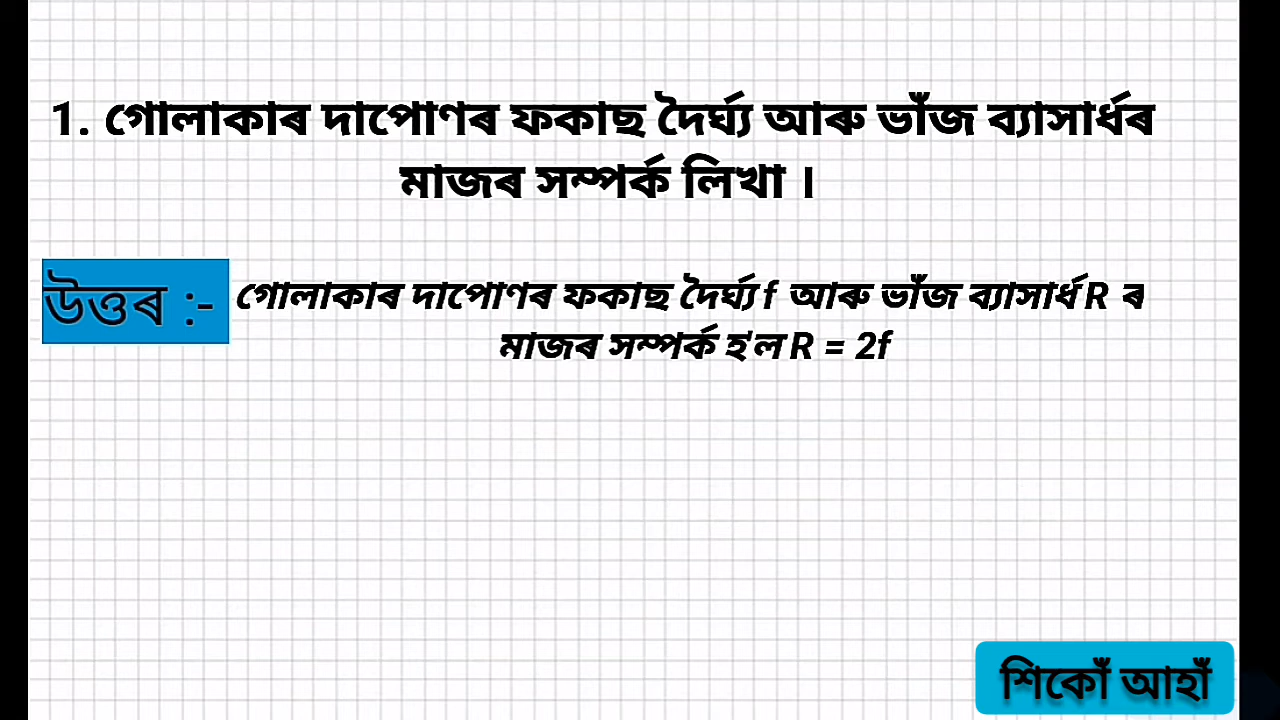 1. গোলাকাৰ দাপোণৰ ফকাছ দৈৰ্ঘ্য আৰু ভাঁজ ব্যাসাৰ্ধৰ
মাজৰ সম্পৰ্ক লিখা ।
উত্তৰ :- গোলাকাৰ দাপোণৰ ফকাছ দৈৰ্ঘ্য f আৰু ভাঁজ ব্যাসাৰ্ধ R ৰ
মাজৰ সম্পৰ্ক হ'ল R = 2f
শিকোঁ আহাঁ